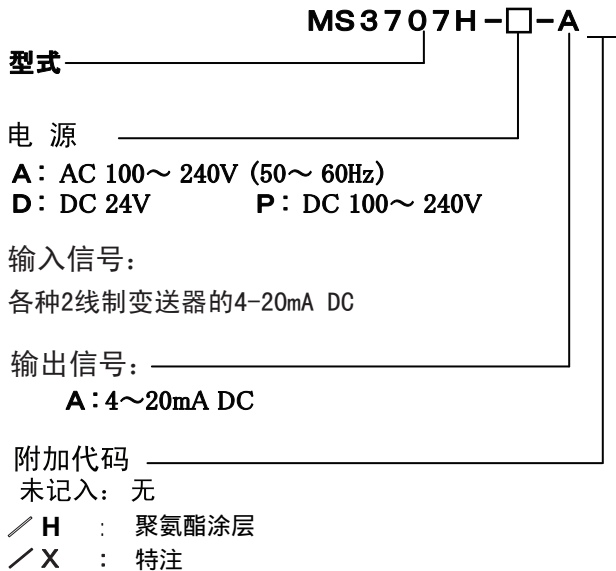 MS3707H-□-A
型式
电 源
A: AC 100～ 240V (50～ 60Hz)
D: DC 24V P: DC 100～ 240V
输入信号:
各种2线制变送器的4-20mA DC
输出信号:
A:4～20mA DC
附加代码
未记入: 无
／H : 聚氨酯涂层
／X : 特注